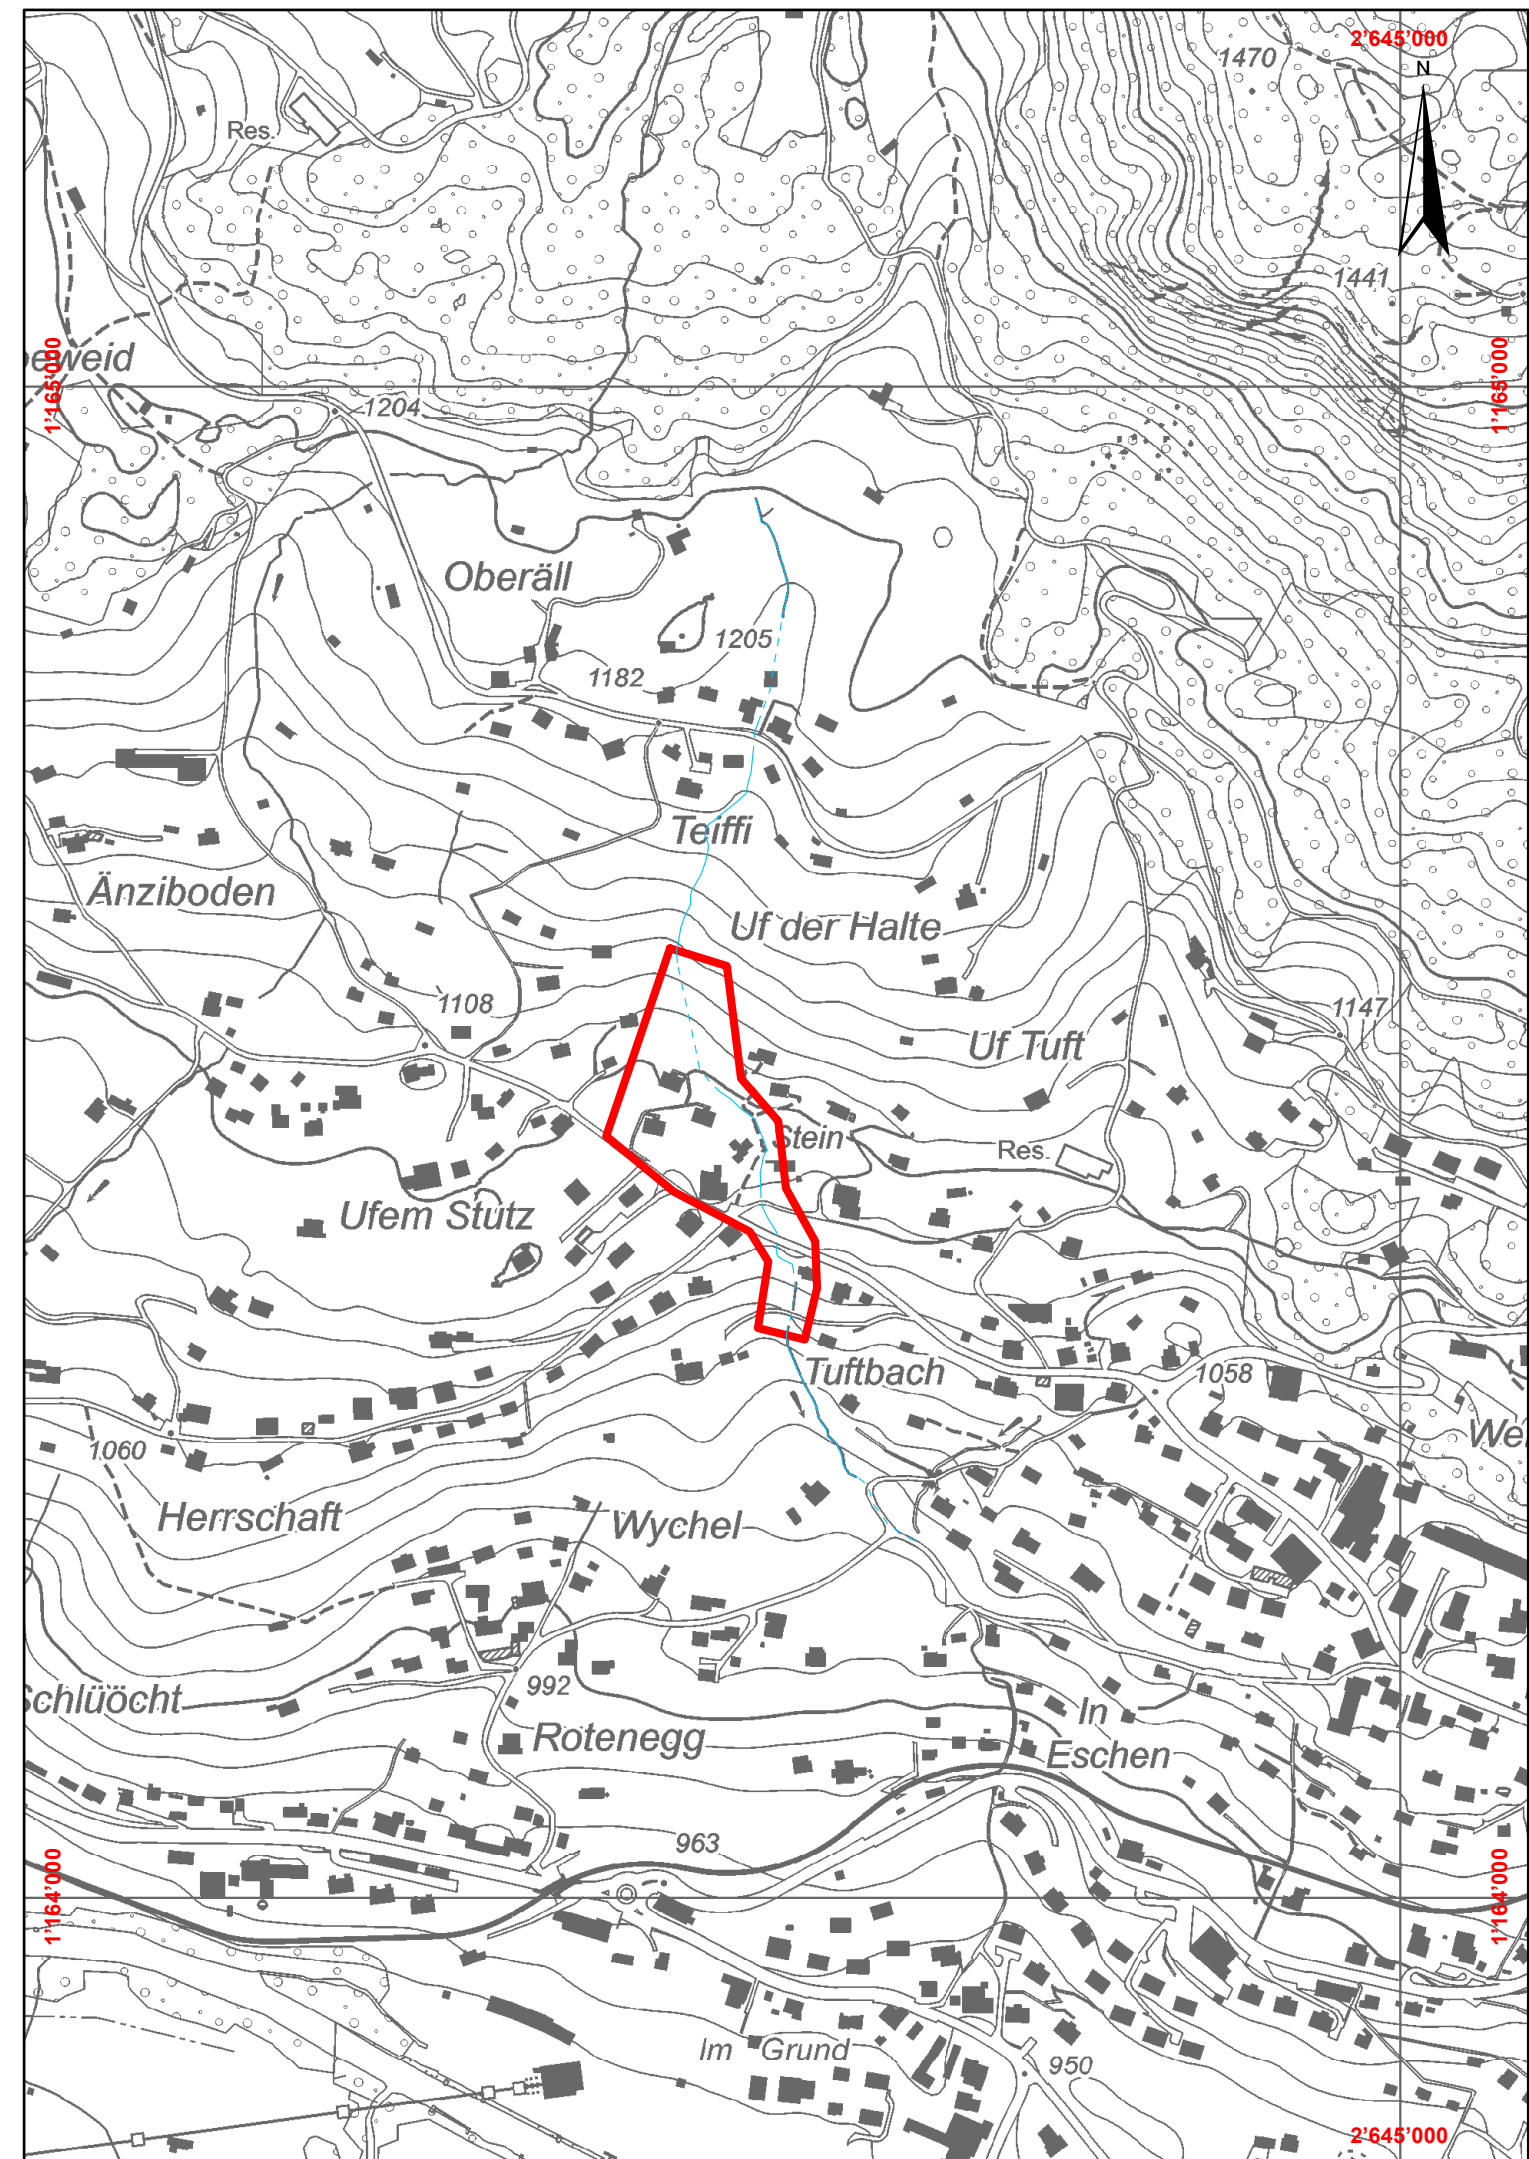 2'645'000
N
1470
Res.
1441
1'165'000
1'165'000
eweid
1204
Oberäll
1205
1182
Teiffi
Änziboden
Uf der Halte
1108
1147
Uf Tuft
Stein
Res.
Ufem Stutz
Tuftbach
1058
We
1060
Herrschaft
Wychel
992
chlüöcht
In
Eschen
Rotenegg
963
1'164'000
1'164'000
Im Grund
950
2'645'000